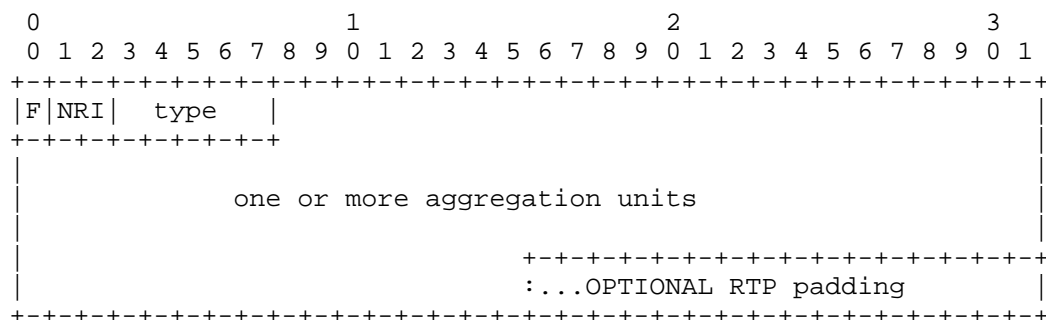 0                   1                   2                   3
 0 1 2 3 4 5 6 7 8 9 0 1 2 3 4 5 6 7 8 9 0 1 2 3 4 5 6 7 8 9 0 1
+-+-+-+-+-+-+-+-+-+-+-+-+-+-+-+-+-+-+-+-+-+-+-+-+-+-+-+-+-+-+-+-+
|F|NRI|  type   |                                               |
+-+-+-+-+-+-+-+-+                                               |
|                                                               |
|             one or more aggregation units                     |
|                                                               |
|                               +-+-+-+-+-+-+-+-+-+-+-+-+-+-+-+-+
|                               :...OPTIONAL RTP padding        |
+-+-+-+-+-+-+-+-+-+-+-+-+-+-+-+-+-+-+-+-+-+-+-+-+-+-+-+-+-+-+-+-+